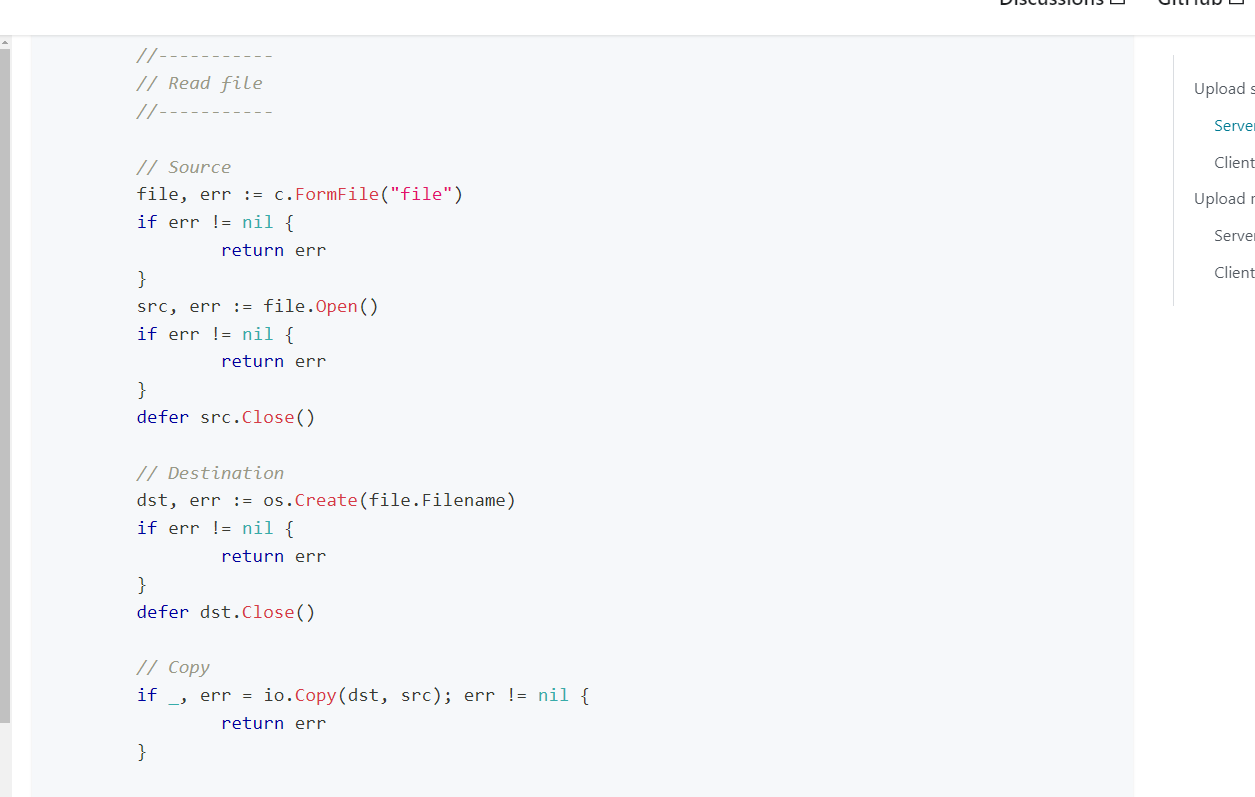 Discussions
GitHub
//-----------
// Read file
//-----------
// Source
file, err := c.FormFile("file")
if err != nil {
        return err
}
src, err := file.Open()
if err != nil {
        return err
}
defer src.Close()
// Destination
dst, err := os.Create(file.Filename)
if err != nil {
        return err
}
defer dst.Close()
// Copy
if _, err = io.Copy(dst, src); err != nil {
        return err
}
Upload s
Server
Client
Upload
Server
Client